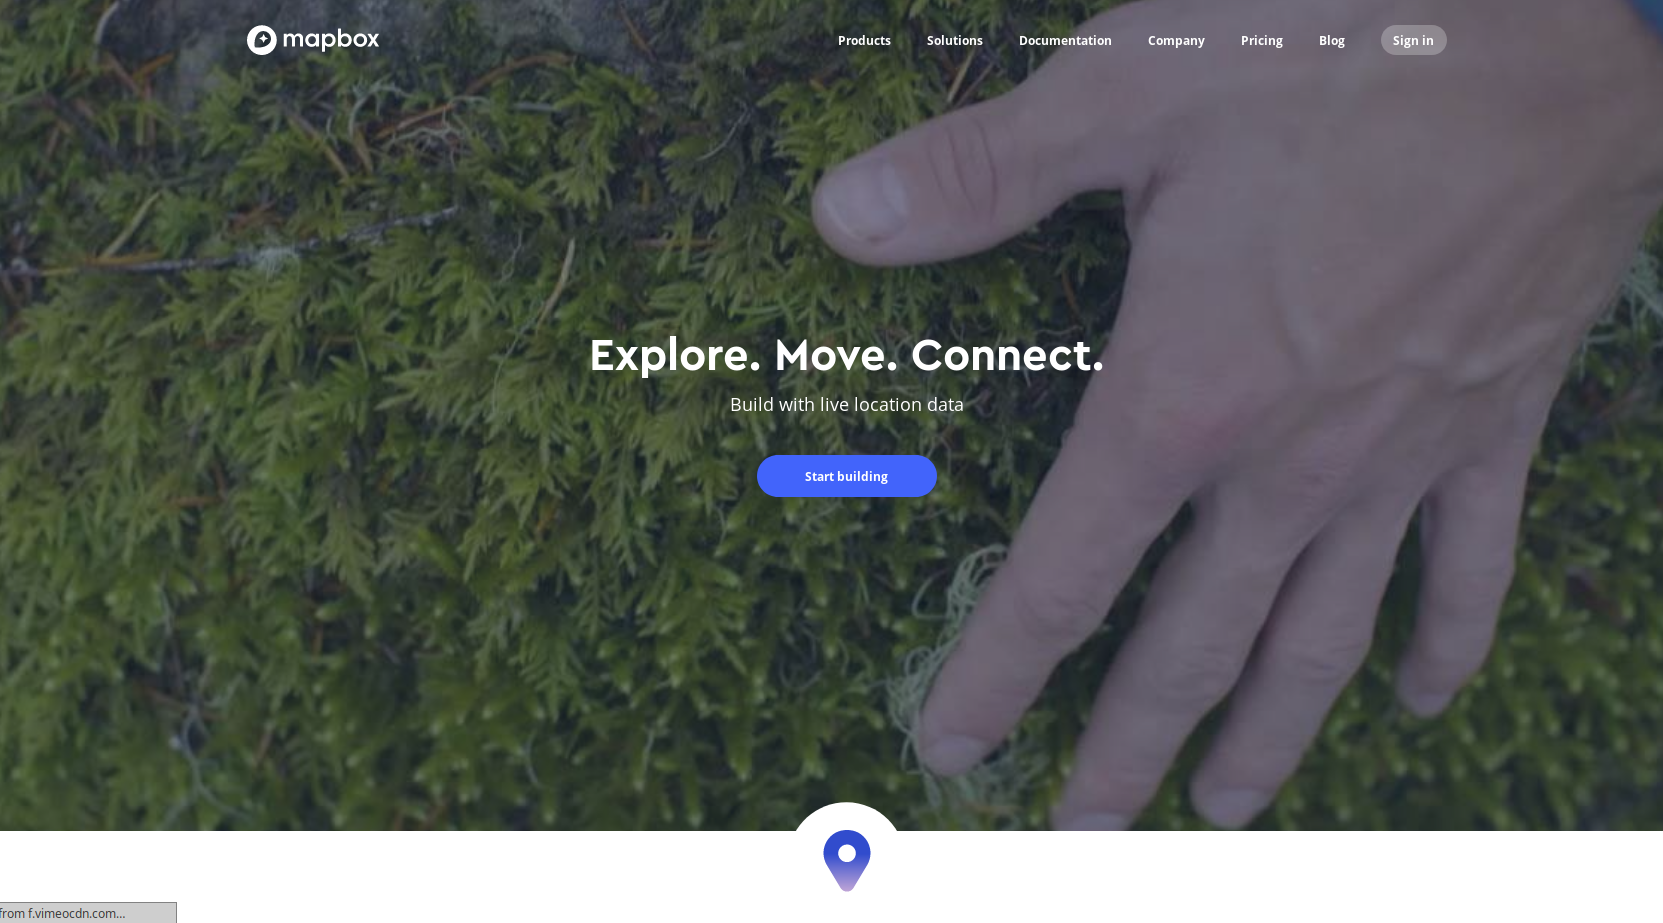 mapbox
Products Solutions Documentation Company Pricing Blog Sign in
Explore. Move. Connect.
Build with live location data
Start building
from f.vimeocdn.com...